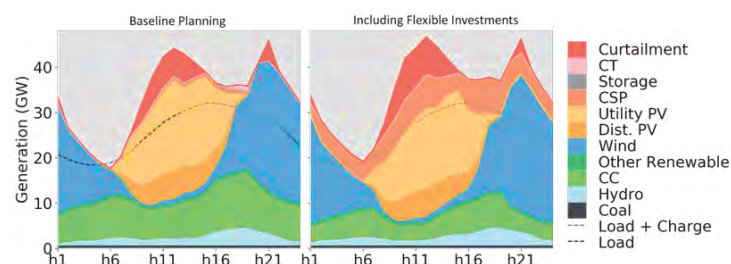 Baseline Planning
Including Flexible Investments
Generation (GW)
40
30
20
10
0
h1
h6
h11
h16
h21
h1
h6
h11
h16
h21
Curtailment
CT
Storage
CSP
Utility PV
Dist. PV
Wind
Other Renewable
CC
Hydro
Coal
Load + Charge
Load